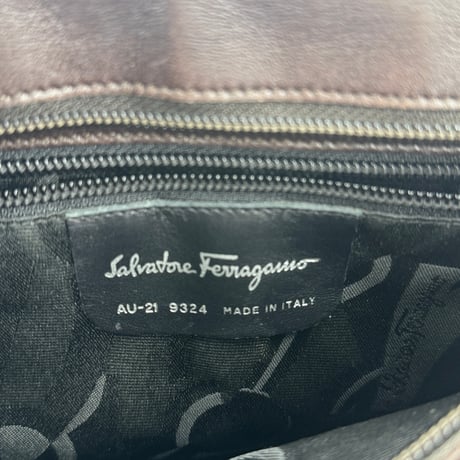 Salvatore Ferragamo
AU-21 9324 MADE IN ITALY